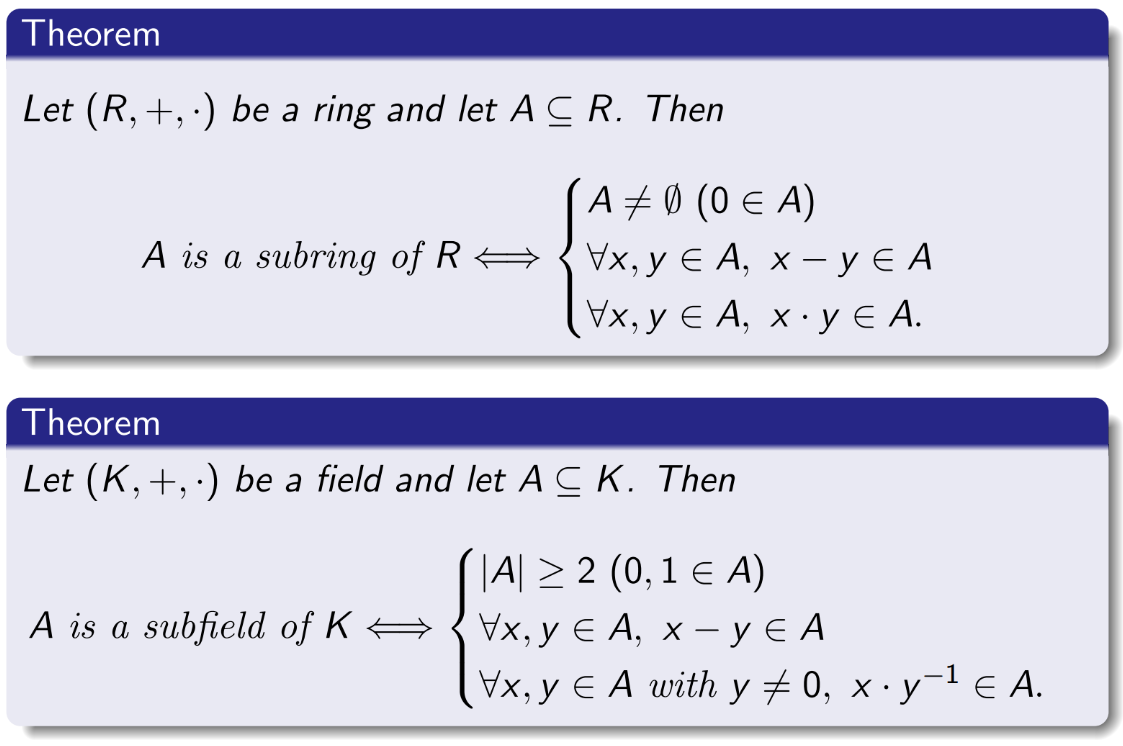 Theorem
Let (R, +, ·) be a ring and let A ⊆ R. Then
A ≠ ∅ (0 ∈ A)
A is a subring of R ⟺ { ∀x, y ∈ A, x − y ∈ A
∀x, y ∈ A, x · y ∈ A.
Theorem
Let (K, +, ·) be a field and let A ⊆ K. Then
|A| ≥ 2 (0, 1 ∈ A)
A is a subfield of K ⟺ { ∀x, y ∈ A, x − y ∈ A
∀x, y ∈ A with y ≠ 0, x · y⁻¹ ∈ A.